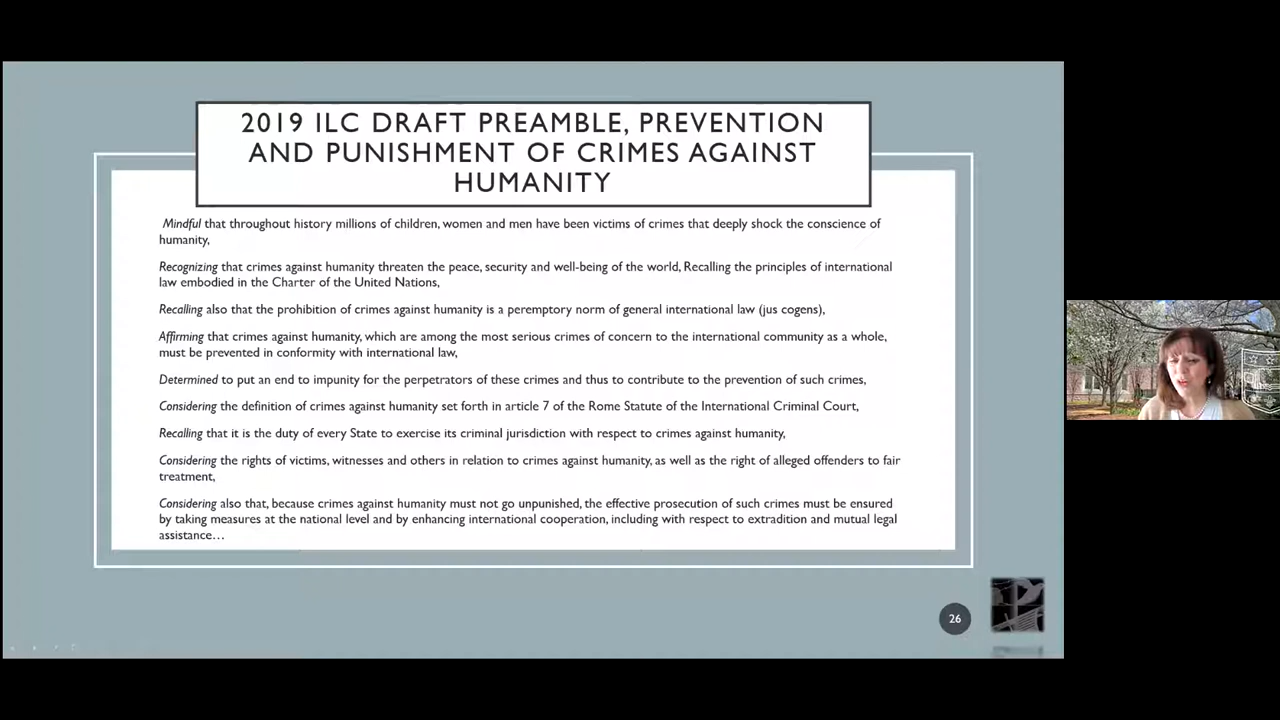 2019 ILC DRAFT PREAMBLE, PREVENTION
AND PUNISHMENT OF CRIMES AGAINST
HUMANITY
Mindful that throughout history millions of children, women and men have been victims of crimes that deeply shock the conscience of
humanity,
Recognizing that crimes against humanity threaten the peace, security and well-being of the world, Recalling the principles of international
law embodied in the Charter of the United Nations,
Recalling also that the prohibition of crimes against humanity is a peremptory norm of general international law (jus cogens),
Affirming that crimes against humanity, which are among the most serious crimes of concern to the international community as a whole,
must be prevented in conformity with international law,
Determined to put an end to impunity for the perpetrators of these crimes and thus to contribute to the prevention of such crimes,
Considering the definition of crimes against humanity set forth in article 7 of the Rome Statute of the International Criminal Court,
Recalling that it is the duty of every State to exercise its criminal jurisdiction with respect to crimes against humanity,
Considering the rights of victims, witnesses and others in relation to crimes against humanity, as well as the right of alleged offenders to fair
treatment,
Considering also that, because crimes against humanity must not go unpunished, the effective prosecution of such crimes must be ensured
by taking measures at the national level and by enhancing international cooperation, including with respect to extradition and mutual legal
assistance…
26